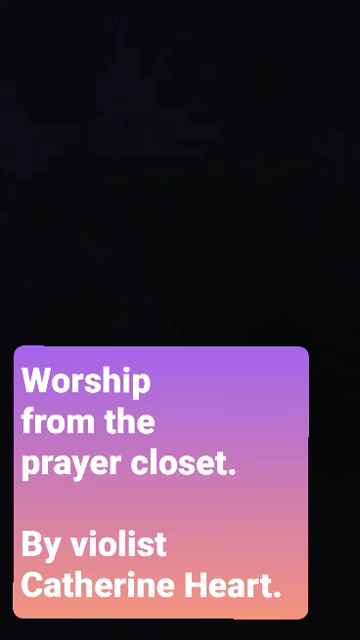 Worship
from the
prayer closet.
By violist
Catherine Heart.